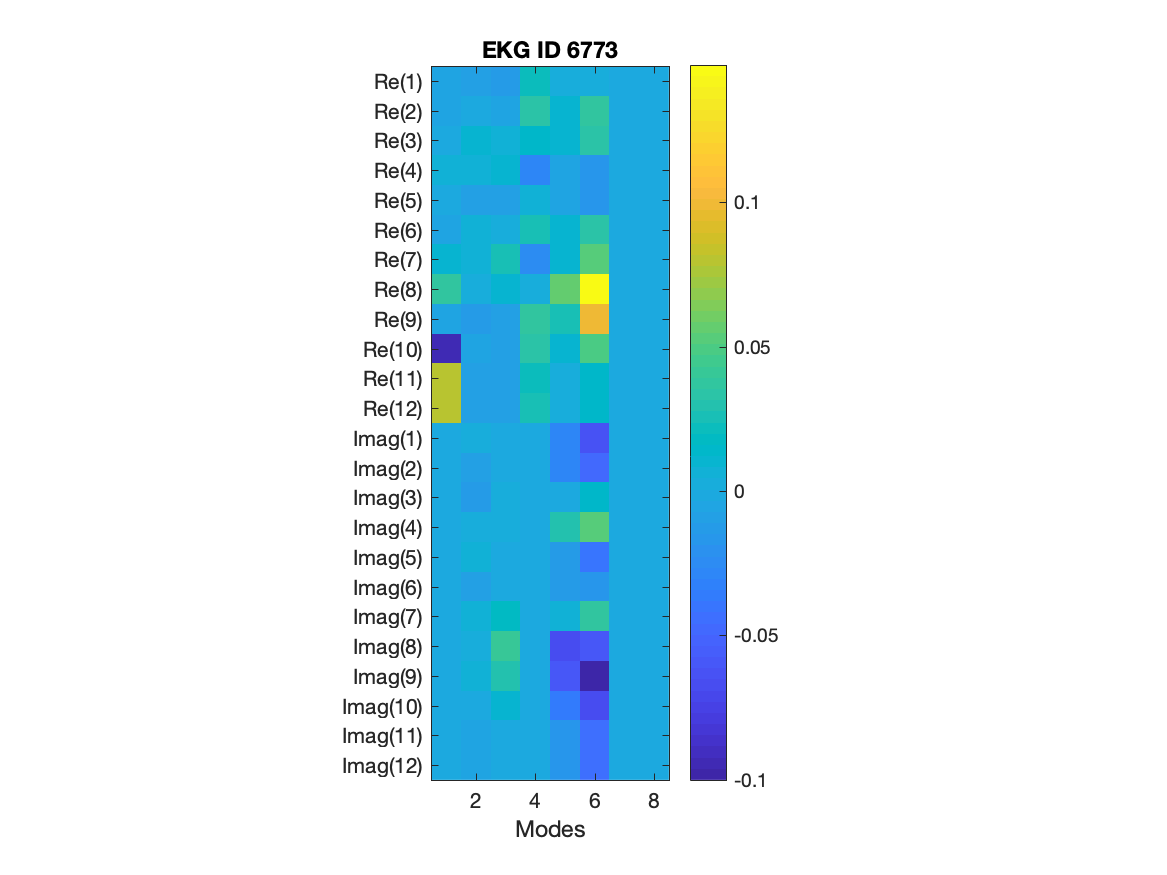 EKG ID 6773
Re(1)
Re(2)
Re(3)
Re(4)
Re(5)
Re(6)
Re(7)
Re(8)
Re(9)
Re(10)
Re(11)
Re(12)
Imag(1)
Imag(2)
Imag(3)
Imag(4)
Imag(5)
Imag(6)
Imag(7)
Imag(8)
Imag(9)
Imag(10)
Imag(11)
Imag(12)
2 4 6 8
Modes
0.1
0.05
0
-0.05
-0.1